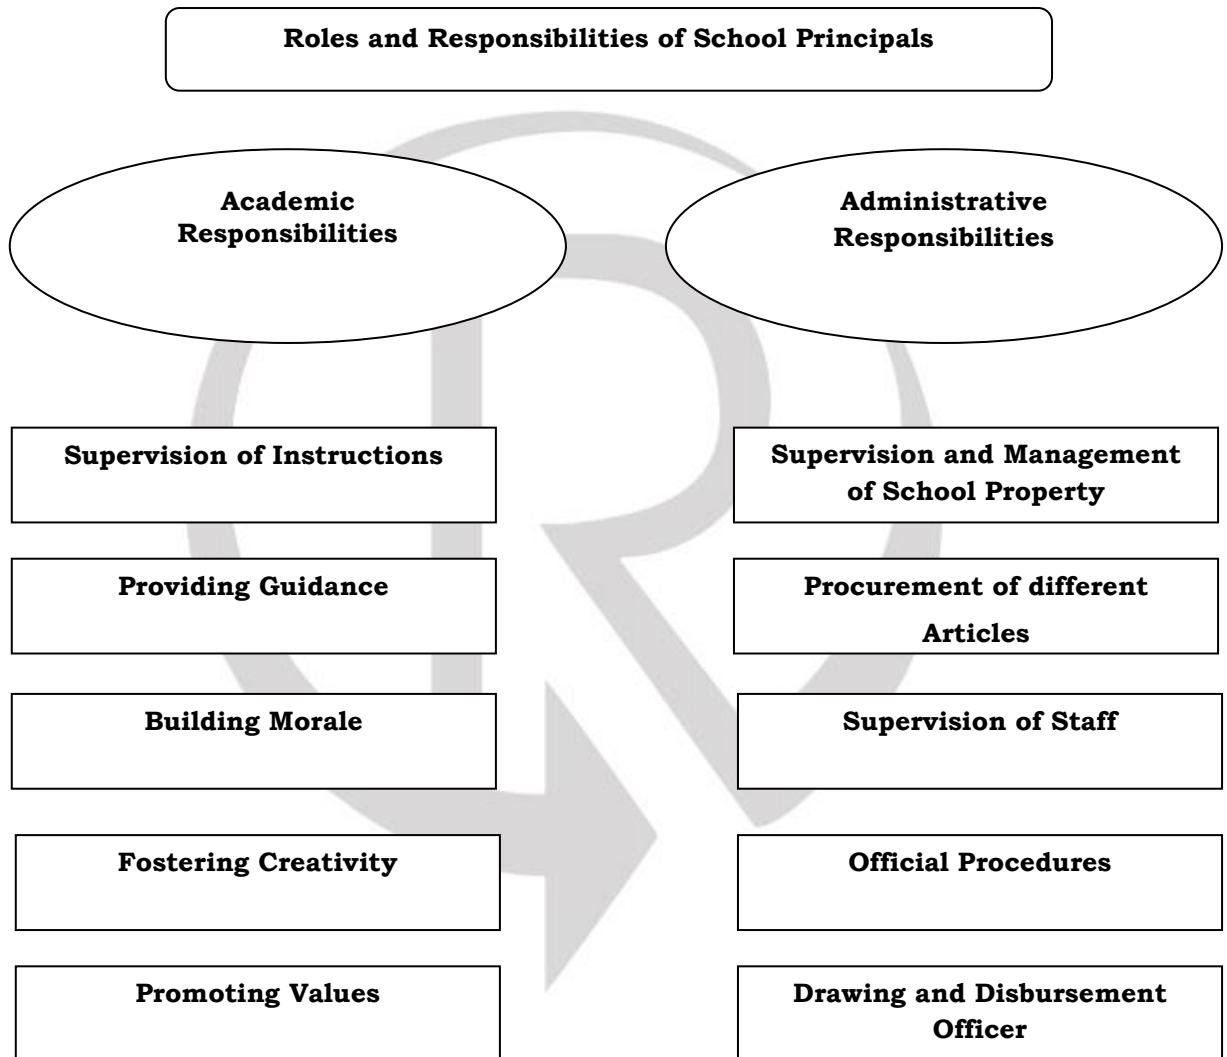 Roles and Responsibilities of School Principals
Academic
Responsibilities
Administrative
Responsibilities
Supervision of Instructions
Supervision and Management
of School Property
Providing Guidance
Procurement of different
Articles
Building Morale
Supervision of Staff
Fostering Creativity
Official Procedures
Promoting Values
Drawing and Disbursement
Officer